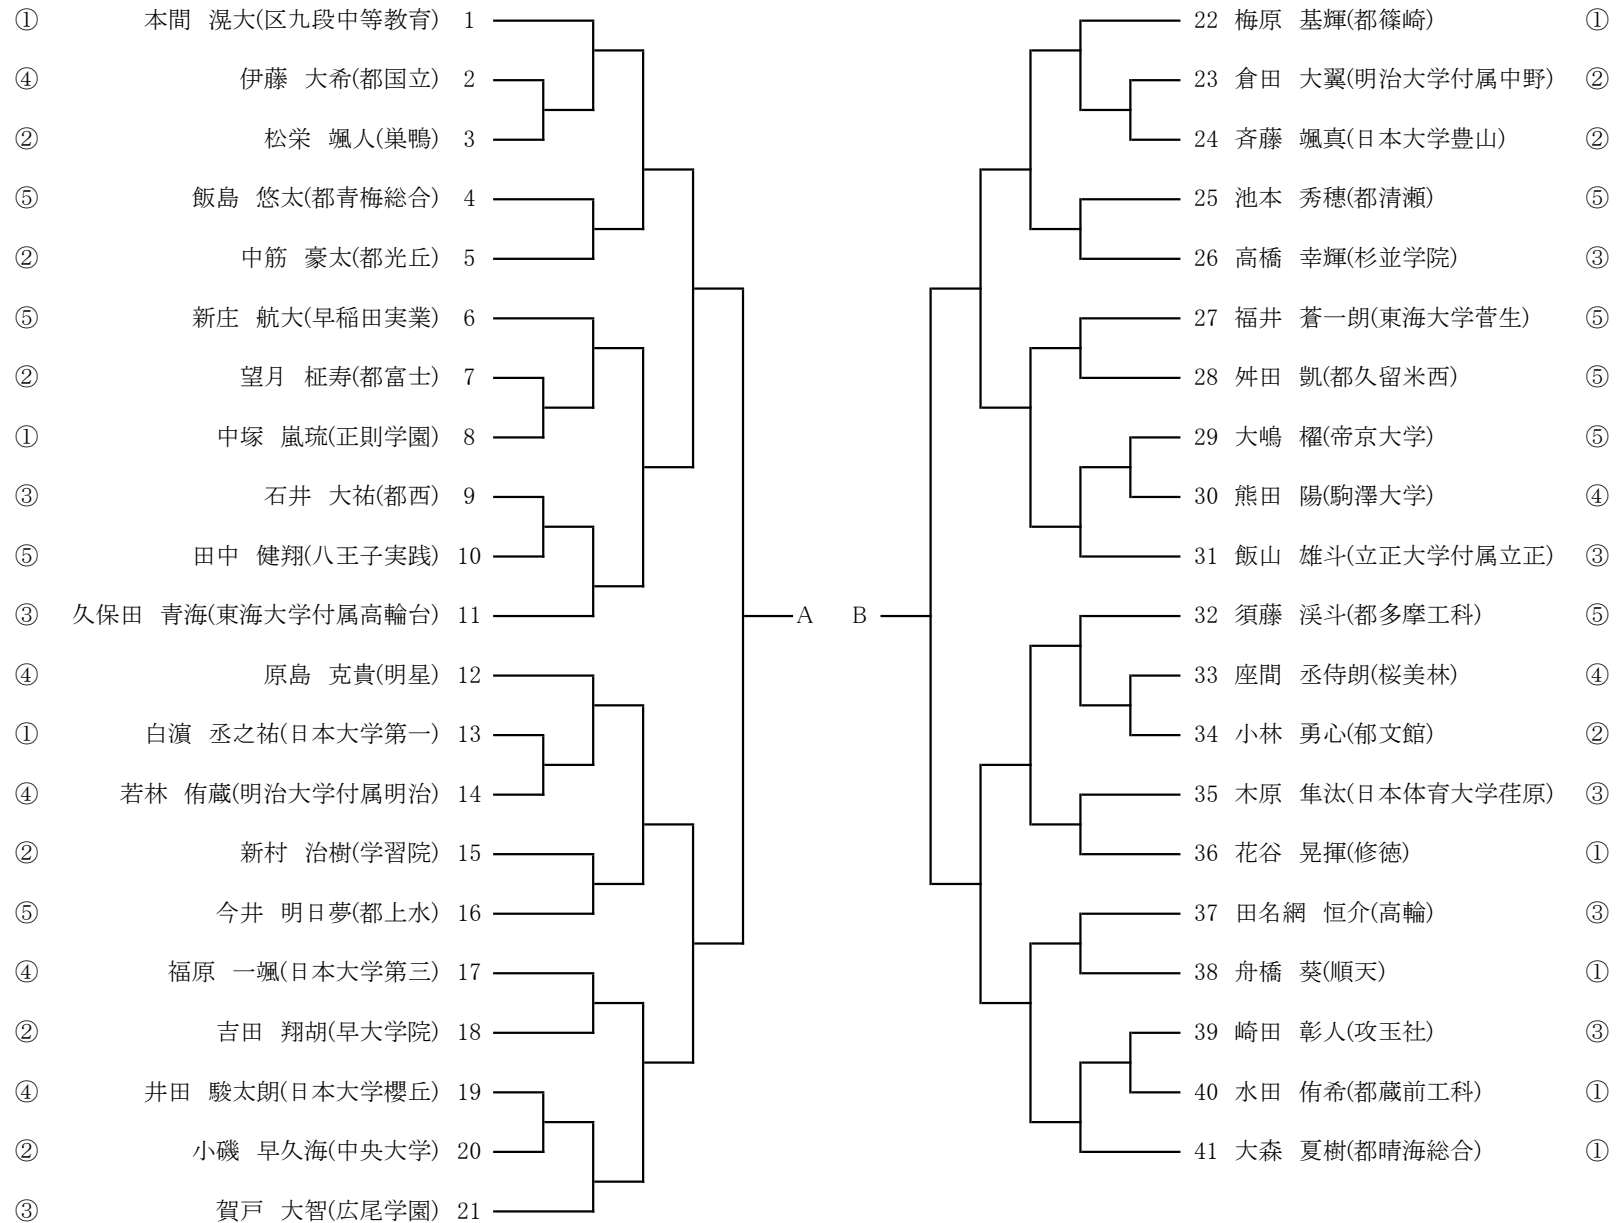 ① 本間 滉大(区九段中等教育) 1
④ 伊藤 大希(都国立) 2
② 松栄 颯人(巣鴨) 3
⑤ 飯島 悠太(都青梅総合) 4
② 中筋 豪太(都光丘) 5
⑤ 新庄 航大(早稲田実業) 6
② 望月 柾寿(都富士) 7
① 中塚 嵐琉(正則学園) 8
③ 石井 大祐(都西) 9
⑤ 田中 健翔(八王子実践) 10
③ 久保田 青海(東海大学付属高輪台) 11
④ 原島 克貴(明星) 12
① 白濵 丞之祐(日本大学第一) 13
④ 若林 侑蔵(明治大学付属明治) 14
② 新村 治樹(学習院) 15
⑤ 今井 明日夢(都上水) 16
④ 福原 一颯(日本大学第三) 17
② 吉田 翔胡(早大学院) 18
④ 井田 駿太朗(日本大学櫻丘) 19
② 小磯 早久海(中央大学) 20
③ 賀戸 大智(広尾学園) 21
A B
22 梅原 基輝(都篠崎) ①
23 倉田 大翼(明治大学付属中野) ②
24 斉藤 颯真(日本大学豊山) ②
25 池本 秀穂(都清瀬) ⑤
26 高橋 幸輝(杉並学院) ③
27 福井 蒼一朗(東海大学菅生) ⑤
28 舛田 凱(都久留米西) ⑤
29 大嶋 櫂(帝京大学) ⑤
30 熊田 陽(駒澤大学) ④
31 飯山 雄斗(立正大学付属立正) ③
32 須藤 渓斗(都多摩工科) ⑤
33 座間 丞侍朗(桜美林) ④
34 小林 勇心(郁文館) ②
35 木原 隼汰(日本体育大学荏原) ③
36 花谷 晃揮(修徳) ①
37 田名網 恒介(高輪) ③
38 舟橋 葵(順天) ①
39 崎田 彰人(攻玉社) ③
40 水田 侑希(都蔵前工科) ①
41 大森 夏樹(都晴海総合) ①